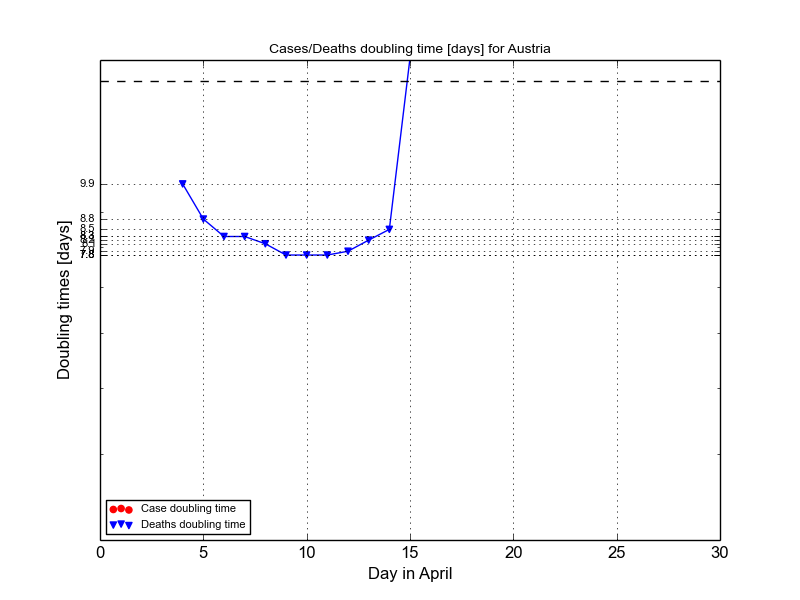 Cases/Deaths doubling time [days] for Austria
9.9
8.8
8.5
7.8
Doubling times [days]
Case doubling time
Deaths doubling time
0 5 10 15 20 25 30
Day in April